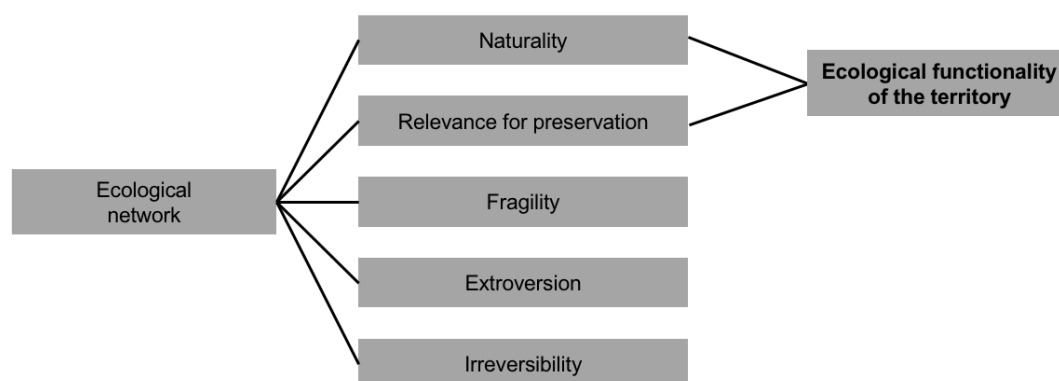 Naturality
Ecological functionality
of the territory
Relevance for preservation
Ecological
network
Fragility
Extroversion
Irreversibility